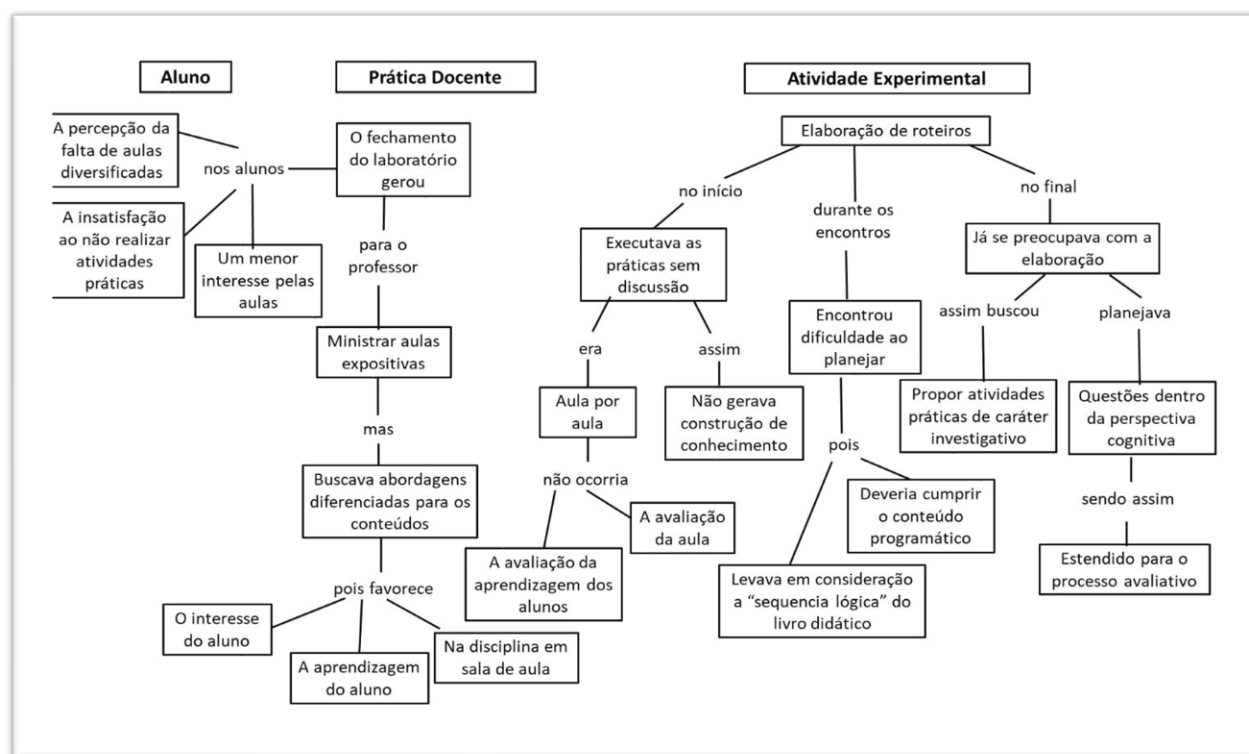 Aluno
Prática Docente
Atividade Experimental
A percepção da
falta de aulas
diversificadas
nos alunos
O fechamento
do laboratório
gerou
A insatisfação
ao não realizar
atividades
práticas
Um menor
interesse pelas
aulas
para o
professor
Ministrar aulas
expositivas
mas
Buscava abordagens
diferenciadas para os
conteúdos
pois favorece
O interesse
do aluno
A aprendizagem
do aluno
Na disciplina em
sala de aula
Elaboração de roteiros
no início
Executava as
práticas sem
discussão
era
Aula por
aula
não ocorria
A avaliação da
aprendizagem dos
alunos
A avaliação
da aula
assim
Não gerava
construção de
conhecimento
durante os
encontros
Encontrou
dificuldade ao
planejar
pois
Levava em consideração
a “sequencia lógica” do
livro didático
Deveria cumprir
o conteúdo
programático
no final
Já se preocupava com a
elaboração
assim buscou
Propor atividades
práticas de caráter
investigativo
planejava
Questões dentro
da perspectiva
cognitiva
sendo assim
Estendido para o
processo avaliativo